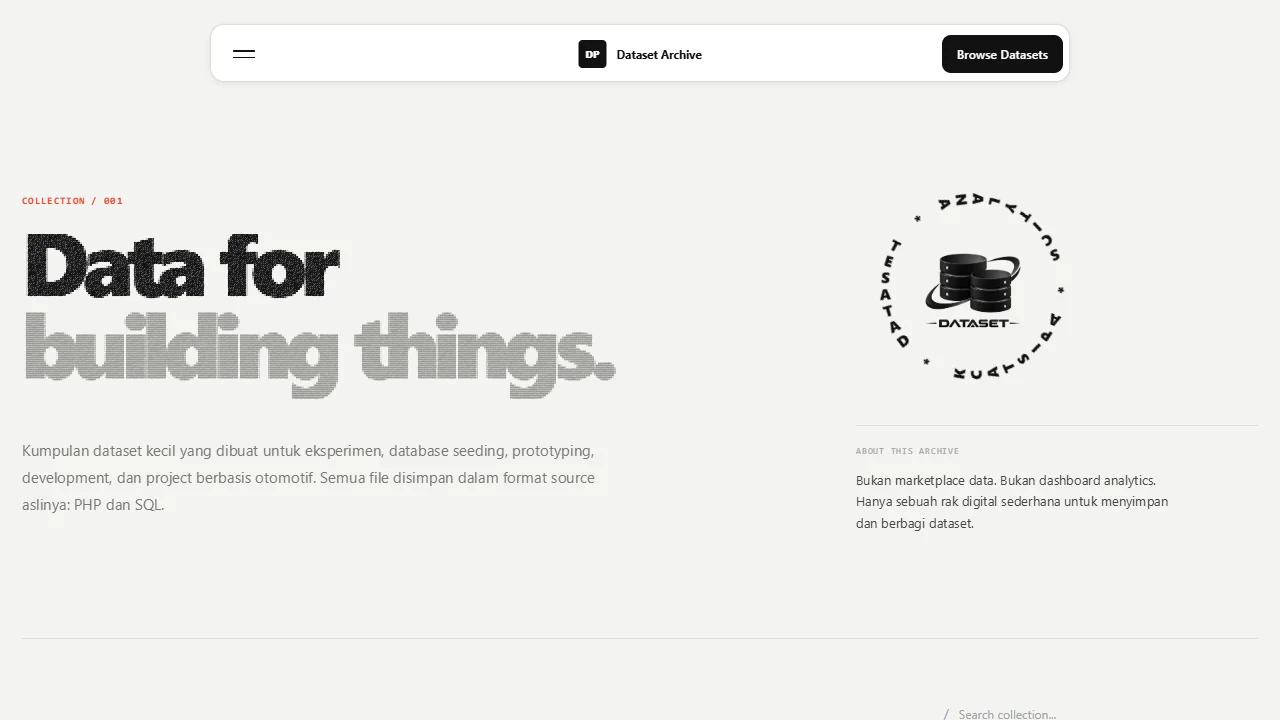 DP
Dataset Archive
Browse Datasets
COLLECTION / 001
Data for
building things.
ANALYTICS * APISTACK * DATASET *
DATASET
Kumpulan dataset kecil yang dibuat untuk eksperimen, database seeding, prototyping,
development, dan project berbasis otomotif. Semua file disimpan dalam format source
aslinya: PHP dan SQL.
ABOUT THIS ARCHIVE
Bukan marketplace data. Bukan dashboard analytics.
Hanya sebuah rak digital sederhana untuk menyimpan
dan berbagi dataset.
/ Search collection...